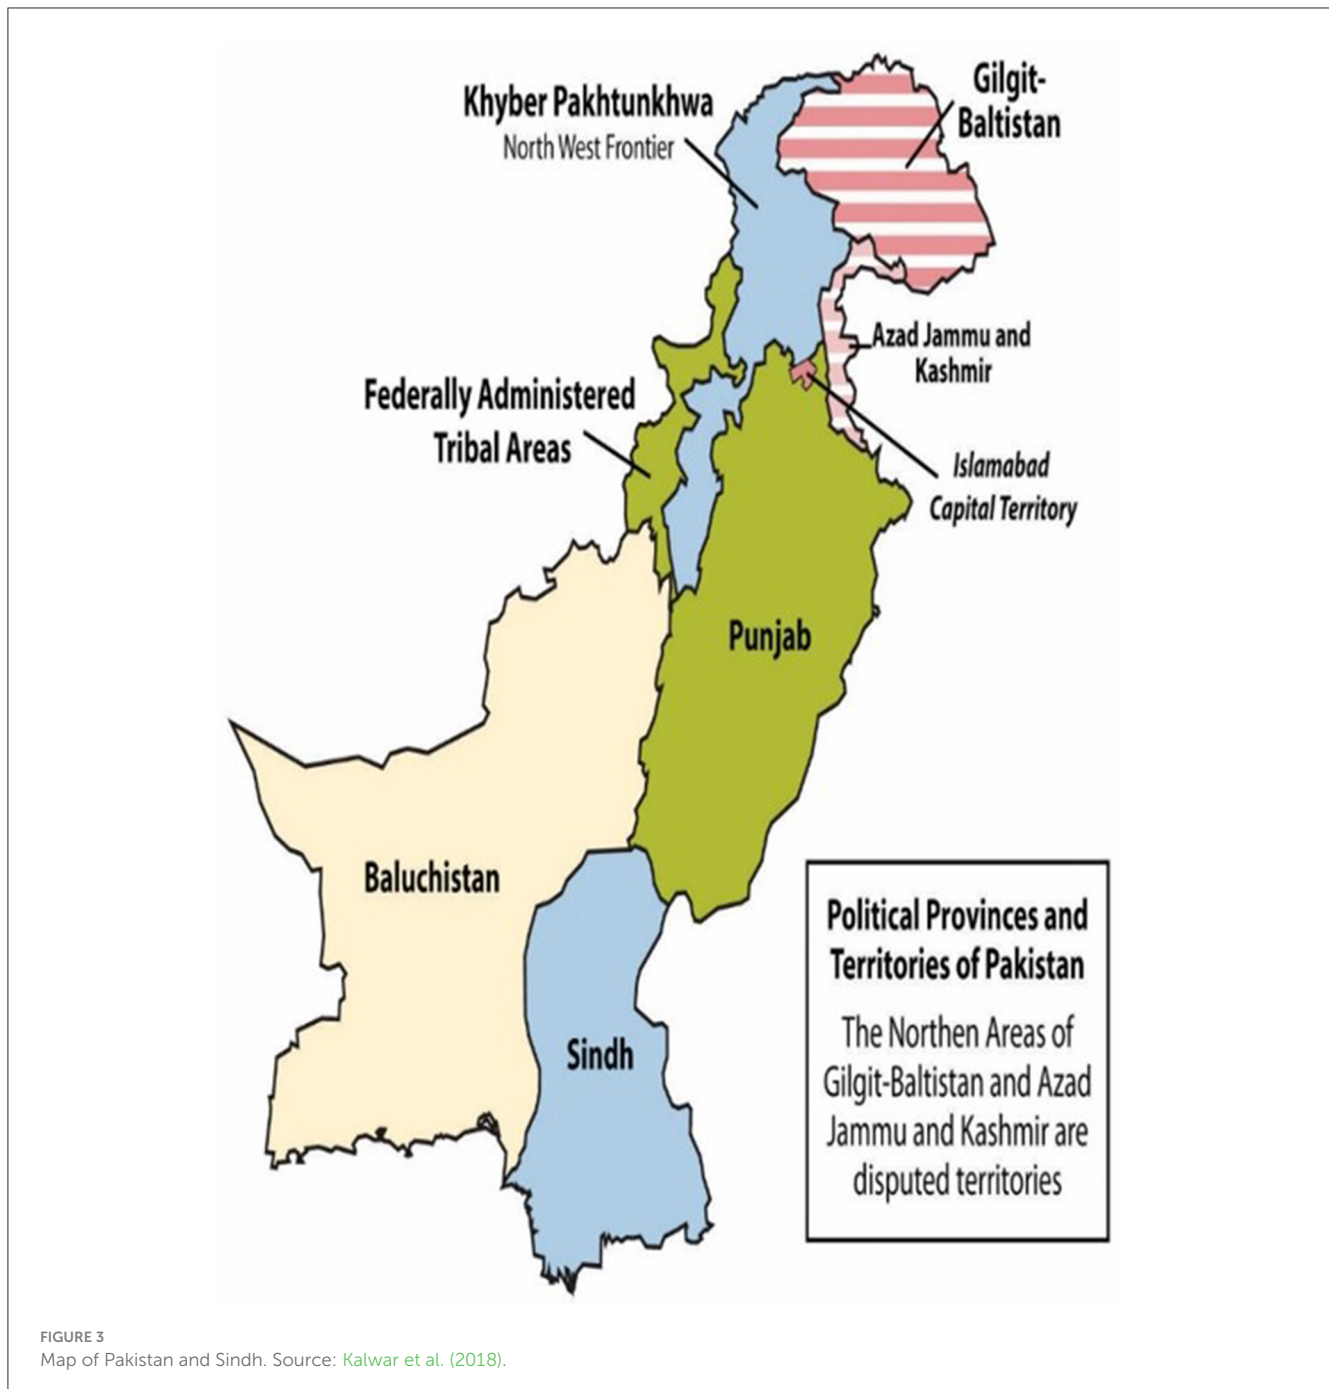 Khyber Pakhtunkhwa
North West Frontier
Gilgit-
Baltistan
Azad Jammu and
Kashmir
Federally Administered
Tribal Areas
Islamabad
Capital Territory
Punjab
Baluchistan
Sindh
Political Provinces and
Territories of Pakistan
The Northen Areas of
Gilgit-Baltistan and Azad
Jammu and Kashmir are
disputed territories
FIGURE 3
Map of Pakistan and Sindh. Source: Kalwar et al. (2018).